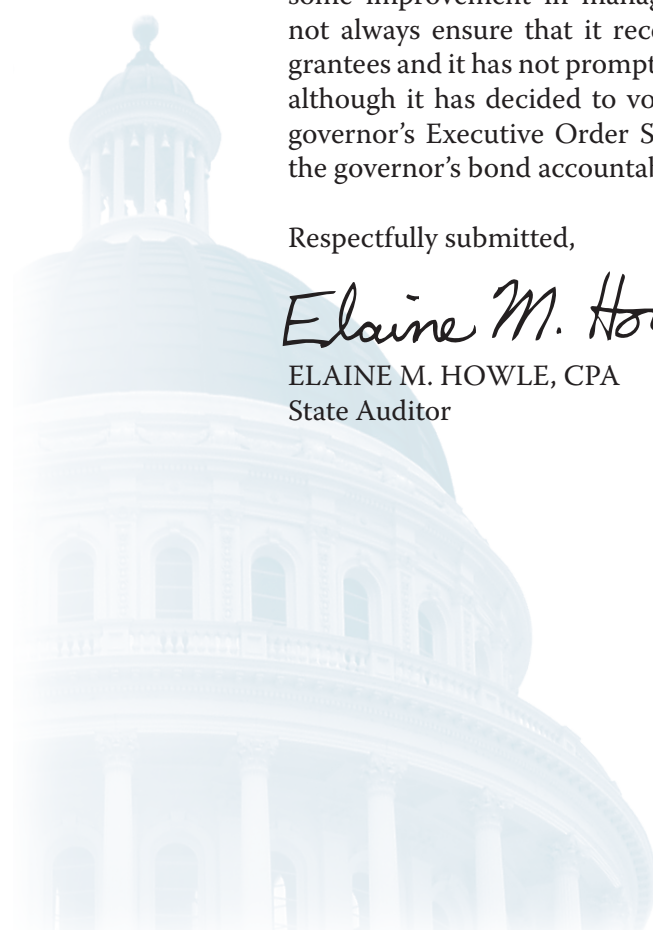 some improvement in manag
not always ensure that it rec
grantees and it has not prompt
although it has decided to vo
governor’s Executive Order S
the governor’s bond accountab
Respectfully submitted,
Elaine M. Ho
ELAINE M. HOWLE, CPA
State Auditor